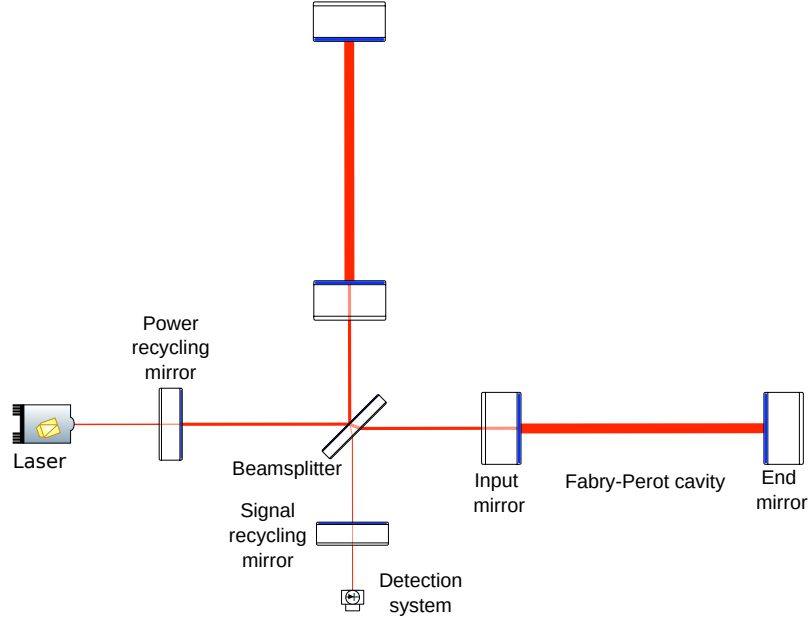 Power
recycling
mirror
Laser
Beamsplitter
Input
mirror
Fabry-Perot cavity
End
mirror
Signal
recycling
mirror
Detection
system